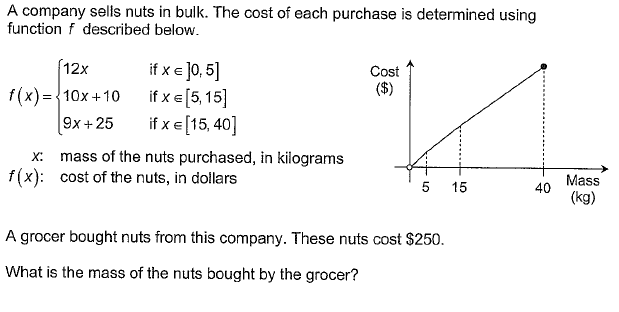 A company sells nuts in bulk. The cost of each purchase is determined using
function f described below.
f(x) = {
12x if x ∈ ]0, 5]
10x + 10 if x ∈ [5, 15]
9x + 25 if x ∈ [15, 40]
x: mass of the nuts purchased, in kilograms
f(x): cost of the nuts, in dollars
Cost
($)
5 15 40
Mass
(kg)
A grocer bought nuts from this company. These nuts cost $250.
What is the mass of the nuts bought by the grocer?